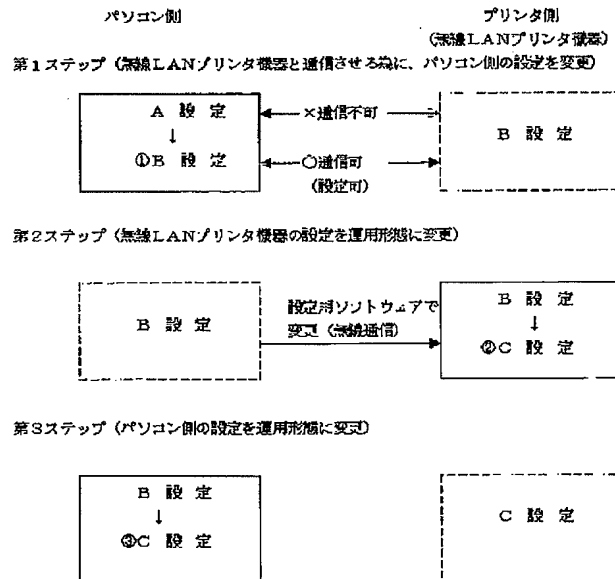 パソコン側 プリンタ側
(無線LANプリンタ機器)
第1ステップ(無線LANプリンタ機器と通信させる為に、パソコン側の設定を変更)
A 設 定 ×通信不可
↓ B 設 定
①B 設 定 〇通信可
(設定可)
第2ステップ(無線LANプリンタ機器の設定を運用形態に変更)
B 設 定 設定用ソフトウェアで B 設 定
変更(無線通信) ↓
②C 設 定
第3ステップ(パソコン側の設定を運用形態に変更)
B 設 定
↓ C 設 定
③C 設 定